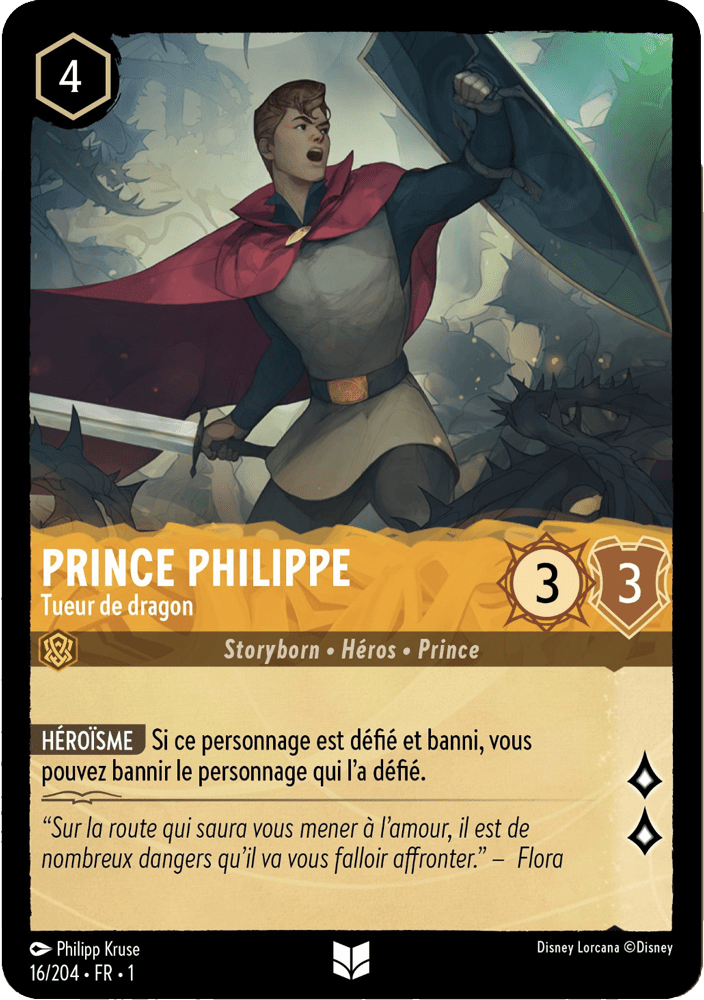 4
PRINCE PHILIPPE
Tueur de dragon
3
3
Storyborn • Héros • Prince
HÉROÏSME Si ce personnage est défié et banni, vous
pouvez bannir le personnage qui l'a défié.
“Sur la route qui saura vous mener à l'amour, il est de
nombreux dangers qu'il va vous falloir affronter.” – Flora
Philipp Kruse
Disney Lorcana ©Disney
16/204 • FR • 1